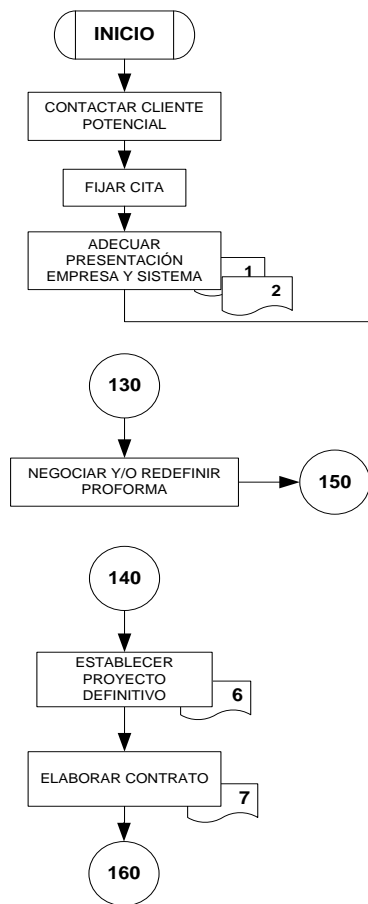 INICIO
CONTACTAR CLIENTE
POTENCIAL
FIJAR CITA
ADECUAR
PRESENTACIÓN
EMPRESA Y SISTEMA
1
2
130
NEGOCIAR Y/O REDEFINIR
PROFORMA
150
140
ESTABLECER
PROYECTO
DEFINITIVO
6
ELABORAR CONTRATO
7
160